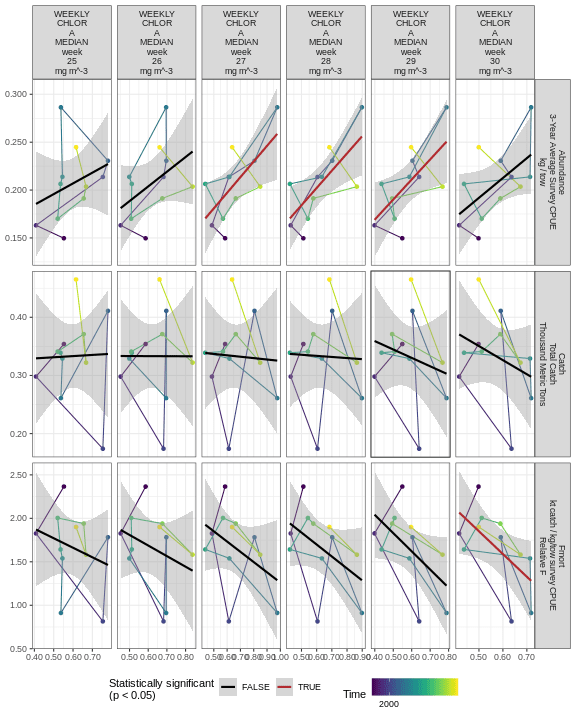 WEEKLY
CHLOR
A
MEDIAN
week
25
mg m^-3
WEEKLY
CHLOR
A
MEDIAN
week
26
mg m^-3
WEEKLY
CHLOR
A
MEDIAN
week
27
mg m^-3
WEEKLY
CHLOR
A
MEDIAN
week
28
mg m^-3
WEEKLY
CHLOR
A
MEDIAN
week
29
mg m^-3
WEEKLY
CHLOR
A
MEDIAN
week
30
mg m^-3
0.300
0.250
0.200
0.150
Abundance
3-Year Average Survey CPUE
kg / tow
0.40
0.30
0.20
Catch
Total Catch
Thousand Metric Tons
2.50
2.00
1.50
1.00
0.50
Fmort
kt catch / kg/tow survey CPUE
Relative F
0.40 0.50 0.60 0.70
0.50 0.60 0.70 0.80
0.50 0.60 0.70 0.80 0.90 1.00
0.50 0.60 0.70 0.80 0.90
0.40 0.50 0.60 0.70 0.80
0.50 0.60 0.70
Statistically significant
(p < 0.05)
FALSE
TRUE
Time
2000